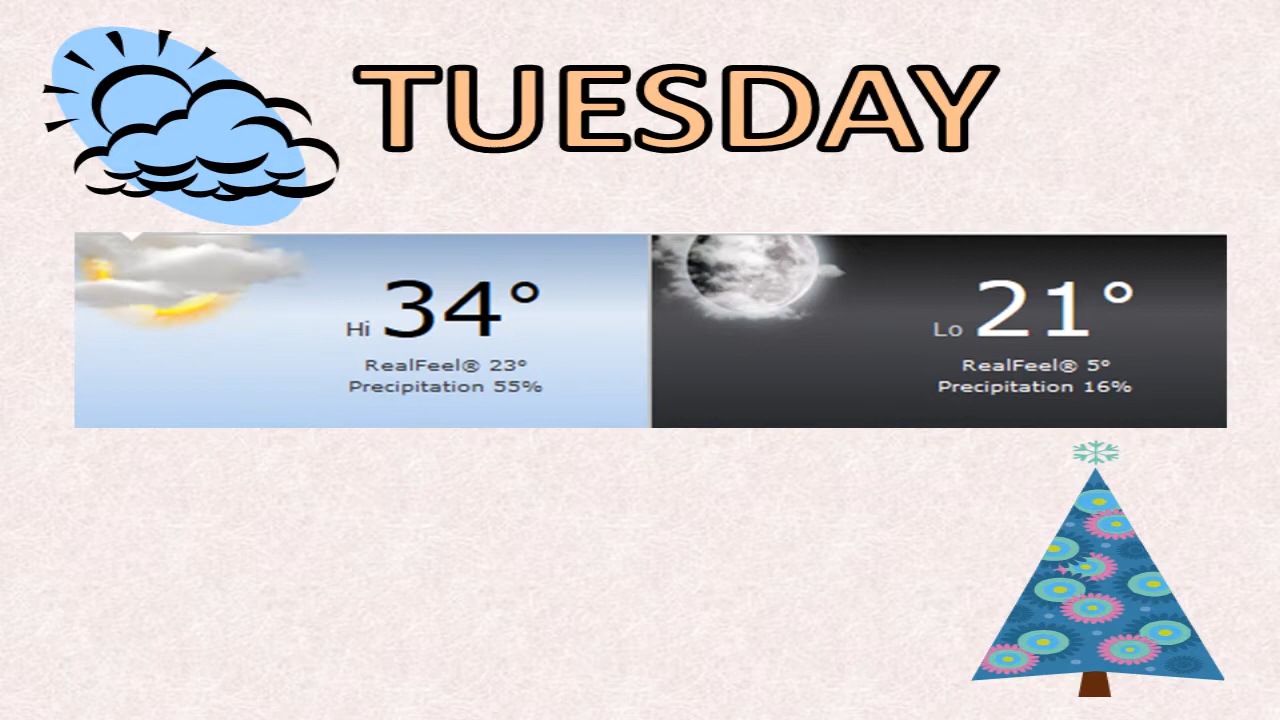 TUESDAY
Hi 34°
RealFeel® 23°
Precipitation 55%
Lo 21°
RealFeel® 5°
Precipitation 16%